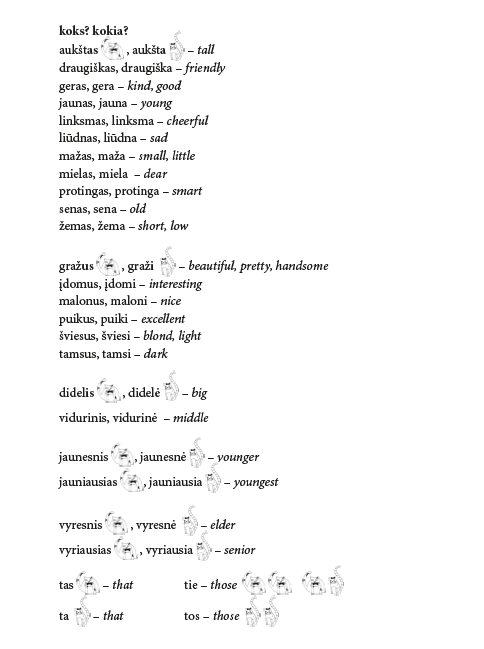 koks? kokia?
aukštas , aukšta – tall
draugiškas, draugiška – friendly
geras, gera – kind, good
jaunas, jauna – young
linksmas, linksma – cheerful
liūdnas, liūdna – sad
mažas, maža – small, little
mielas, miela – dear
protingas, protinga – smart
senas, sena – old
žemas, žema – short, low
gražus , graži – beautiful, pretty, handsome
įdomus, įdomi – interesting
malonus, maloni – nice
puikus, puiki – excellent
šviesus, šviesi – blond, light
tamsus, tamsi – dark
didelis , didelė – big
vidurinis, vidurinė – middle
jaunesnis , jaunesnė – younger
jauniausias , jauniausia – youngest
vyresnis , vyresnė – elder
vyriausias , vyriausia – senior
tas – that tie – those
ta – that tos – those